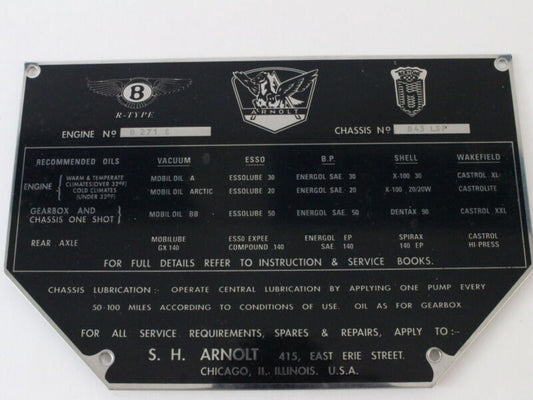 B
R-TYPE
ARNOLT
ENGINE Nº B 271 C
CHASSIS Nº B45 LSP
RECOMMENDED OILS VACUUM ESSO B.P. SHELL WAKEFIELD
ENGINE
WARM & TEMPERATE
CLIMATES(OVER 32ºF)
MOBIL OIL A ESSOLUBE 30 ENERGOL SAE. 30 X-100 30 CASTROL XL-
COLD CLIMATES
(UNDER 32ºF)
MOBIL OIL ARCTIC ESSOLUBE 20 ENERGOL SAE. 20 X-100 20/20W CASTROLITE
GEARBOX AND
CHASSIS ONE SHOT
MOBIL OIL BB ESSOLUBE 50 ENERGOL SAE. 50 DENTAX 90 CASTROL XXL
REAR AXLE
MOBILUBE
GX 140
ESSO EXPEE
COMPOUND .140
ENERGOL EP
SAE 140
SPIRAX
140 EP
CASTROL
HI-PRESS
FOR FULL DETAILS REFER TO INSTRUCTION & SERVICE BOOKS.
CHASSIS LUBRICATION:- OPERATE CENTRAL LUBRICATION BY APPLYING ONE PUMP EVERY
50-100 MILES ACCORDING TO CONDITIONS OF USE. OIL AS FOR GEARBOX
FOR ALL SERVICE REQUIREMENTS, SPARES & REPAIRS, APPLY TO:-
S. H. ARNOLT 415, EAST ERIE STREET.
CHICAGO, II. ILLINOIS. U.S.A.